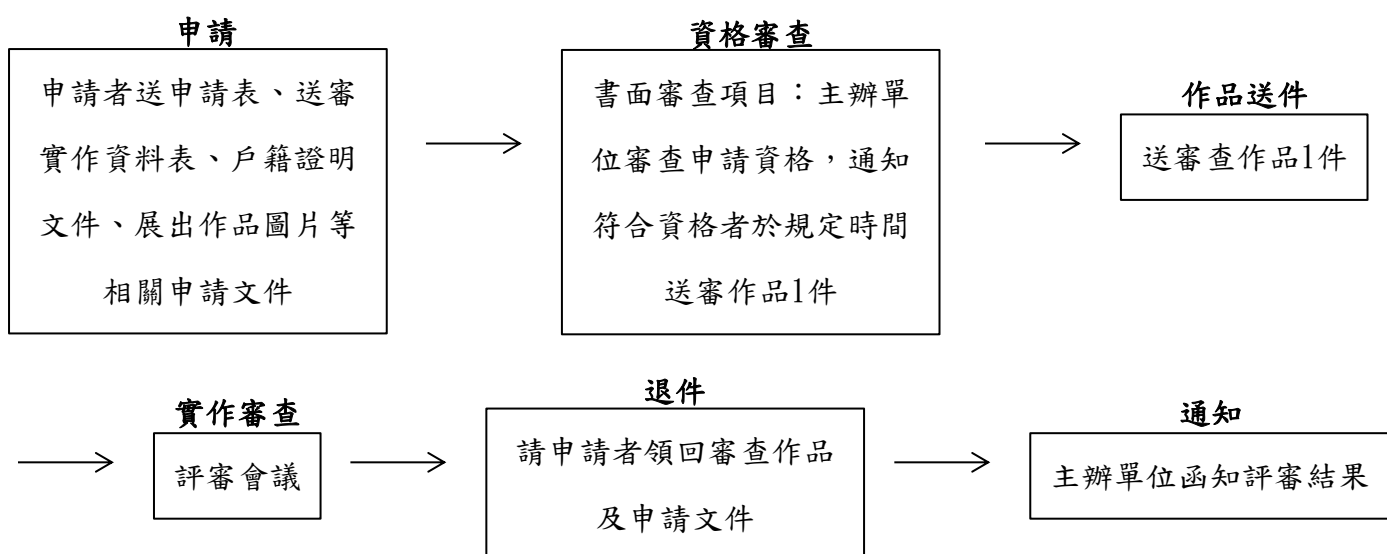 申請
申請者送申請表、送審
實作資料表、戶籍證明
文件、展出作品圖片等
相關申請文件
資格審查
書面審查項目：主辦單
位審查申請資格，通知
符合資格者於規定時間
送審作品1件
作品送件
送審查作品1件
實作審查
評審會議
退件
請申請者領回審查作品
及申請文件
通知
主辦單位函知評審結果